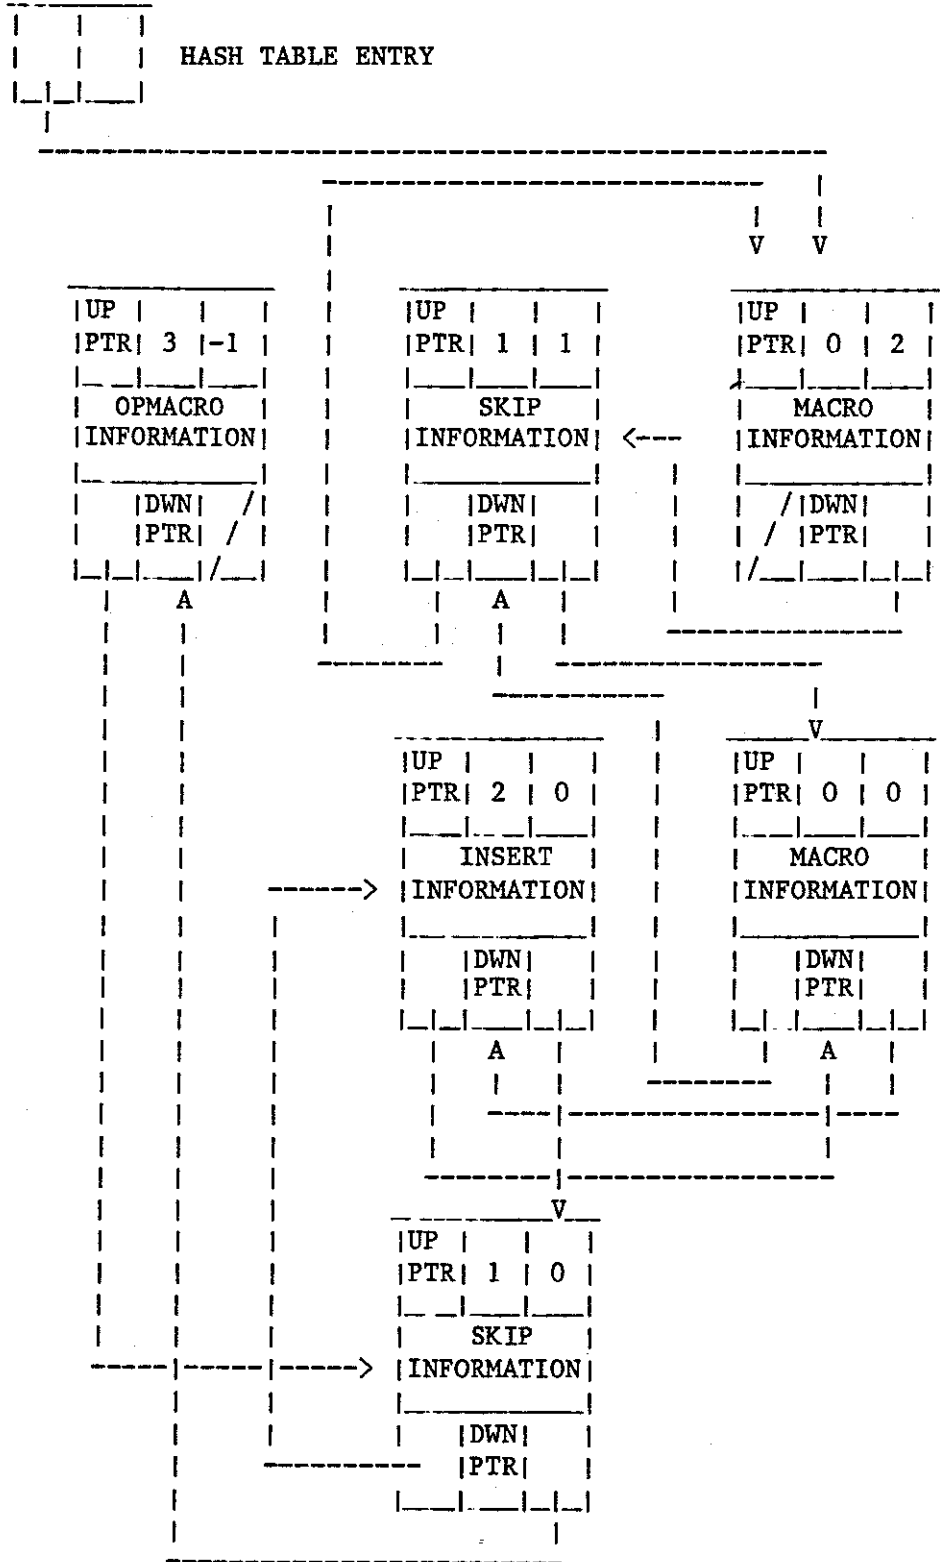 HASH TABLE ENTRY
UP
PTR 3 -1
OPMACRO
INFORMATION
DWN
PTR
UP
PTR 1 1
SKIP
INFORMATION
DWN
PTR
UP
PTR 0 2
MACRO
INFORMATION
DWN
PTR
UP
PTR 2 0
INSERT
INFORMATION
DWN
PTR
UP
PTR 0 0
MACRO
INFORMATION
DWN
PTR
UP
PTR 1 0
SKIP
INFORMATION
DWN
PTR